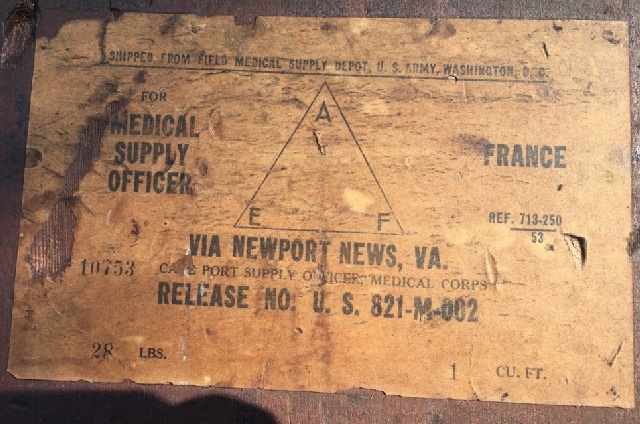 SHIPPED FROM FIELD MEDICAL SUPPLY DEPOT, U. S. ARMY, WASHINGTON, D. C.
FOR
MEDICAL
SUPPLY
OFFICER
A
E F
FRANCE
REF. 713-250
53
VIA NEWPORT NEWS, VA.
10753
PORT SUPPLY OFFICER, MEDICAL CORPS
RELEASE NO. U. S. 821-M-002
28 LBS.
1 CU. FT.